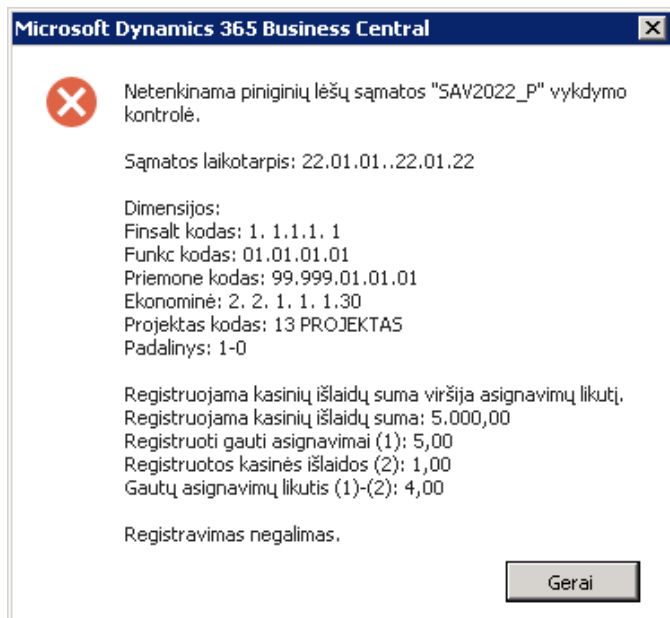 Microsoft Dynamics 365 Business Central
Netenkinama piniginių lėšų sąmatos "SAV2022_P" vykdymo
kontrolė.
Sąmatos laikotarpis: 22.01.01..22.01.22
Dimensijos:
Finsalt kodas: 1. 1.1.1. 1
Funkc kodas: 01.01.01.01
Priemone kodas: 99.999.01.01.01
Ekonominė: 2. 2. 1. 1. 1.30
Projektas kodas: 13 PROJEKTAS
Padalinys: 1-0
Registruojama kasinių išlaidų suma viršija asignavimų likutį.
Registruojama kasinių išlaidų suma: 5.000,00
Registruoti gauti asignavimai (1): 5,00
Registruotos kasinės išlaidos (2): 1,00
Gautų asignavimų likutis (1)-(2): 4,00
Registravimas negalimas.
Gerai